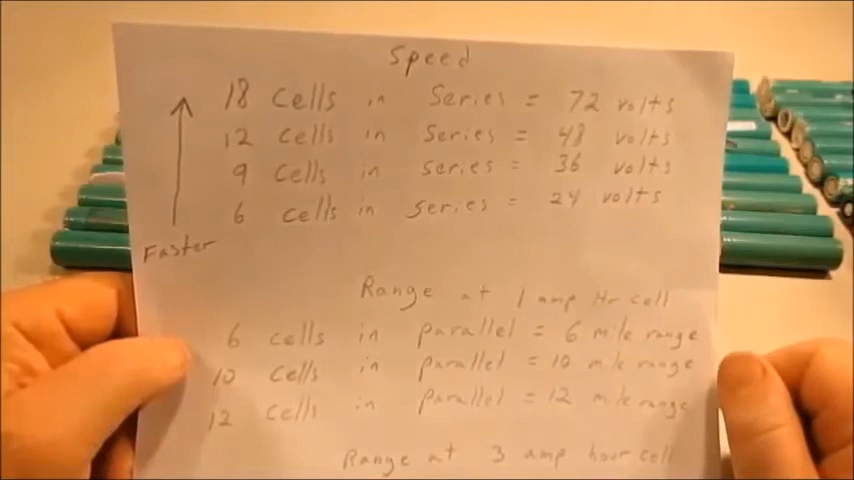 Speed
18 cells in series = 72 volts
12 cells in series = 48 volts
9 cells in series = 36 volts
6 cells in series = 24 volts
Faster
Range at 1 amp Hr cell
6 cells in parallel = 6 mile range
10 cells in parallel = 10 mile range
12 cells in parallel = 12 mile range
Range at 3 amp hour cell